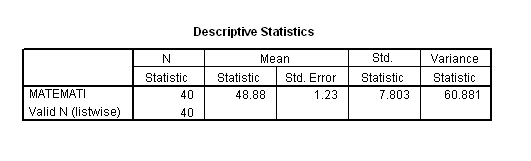 Descriptive Statistics
N Mean Std. Variance
Statistic Statistic Std. Error Statistic Statistic
MATEMATI 40 48.88 1.23 7.803 60.881
Valid N (listwise) 40